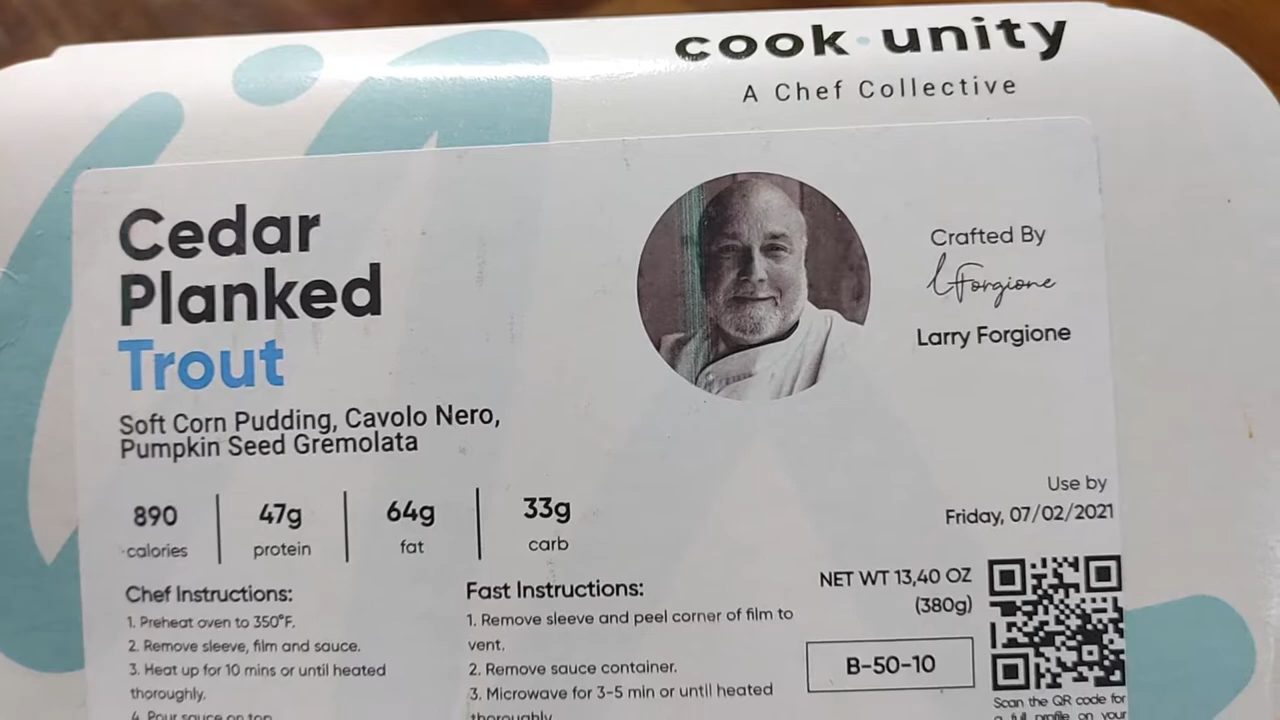 cook unity
A Chef Collective
Cedar
Planked
Trout
Soft Corn Pudding, Cavolo Nero,
Pumpkin Seed Gremolata
Crafted By
LForgione
Larry Forgione
890
calories
47g
protein
64g
fat
33g
carb
Use by
Friday, 07/02/2021
NET WT 13,40 OZ
(380g)
B-50-10
Chef Instructions:
1. Preheat oven to 350°F.
2. Remove sleeve, film and sauce.
3. Heat up for 10 mins or until heated
thoroughly.
4. Pour sauce on top
Fast Instructions:
1. Remove sleeve and peel corner of film to
vent.
2. Remove sauce container.
3. Microwave for 3-5 min or until heated
thoroughly
Scan the QR code for
a full profile on your